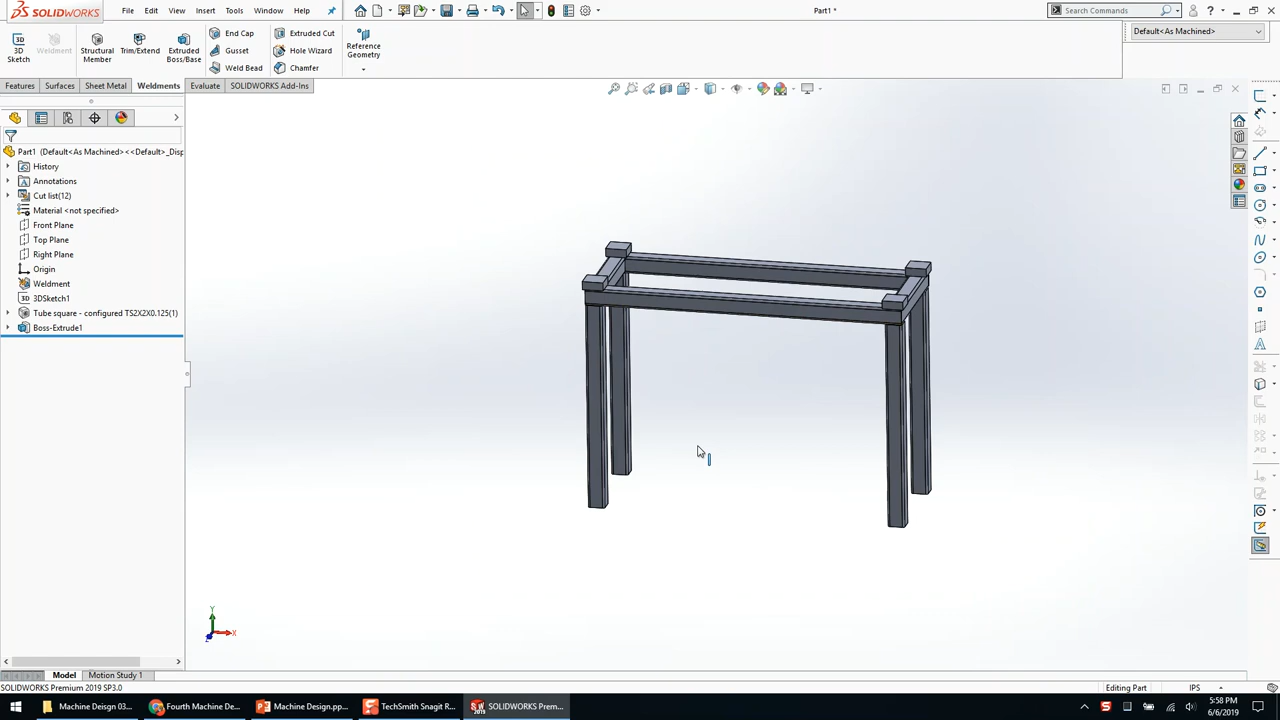 SOLIDWORKS File Edit View Insert Tools Window Help Part1 * Search Commands ?
3D Sketch Weldment Structural Member Trim/Extend Extruded Boss/Base End Cap Gusset Weld Bead Extruded Cut Hole Wizard Chamfer Reference Geometry Default<As Machined>
Features Surfaces Sheet Metal Weldments Evaluate SOLIDWORKS Add-Ins
Part1 (Default<As Machined><<Default>_Disp
History
Annotations
Cut list(12)
Material <not specified>
Front Plane
Top Plane
Right Plane
Origin
Weldment
3D 3DSketch1
Tube square - configured TS2X2X0.125(1)
Boss-Extrude1
Y
X
Z
Model Motion Study 1
SOLIDWORKS Premium 2019 SP3.0 Editing Part IPS
Machine Deisgn 03... Fourth Machine De... Machine Design.pp... TechSmith Snagit R... SOLIDWORKS Prem... 5:58 PM
6/6/2019